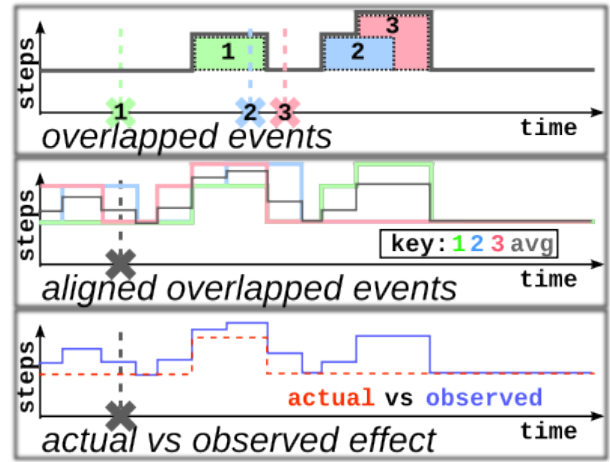 steps
1
2
3
1
2
3
time
overlapped events
steps
key: 1 2 3 avg
time
aligned overlapped events
steps
actual vs observed
time
actual vs observed effect